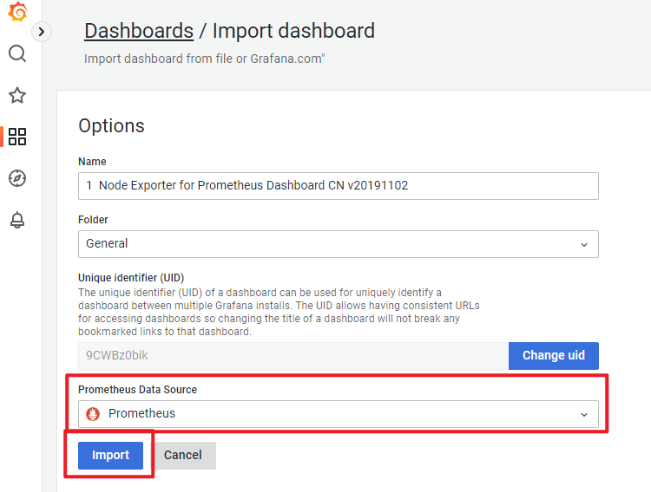 Dashboards / Import dashboard
Import dashboard from file or Grafana.com"
Options
Name
1 Node Exporter for Prometheus Dashboard CN v20191102
Folder
General
Unique identifier (UID)
The unique identifier (UID) of a dashboard can be used for uniquely identify a
dashboard between multiple Grafana installs. The UID allows having consistent URLs
for accessing dashboards so changing the title of a dashboard will not break any
bookmarked links to that dashboard.
9CWBz0bik
Change uid
Prometheus Data Source
Prometheus
Import
Cancel